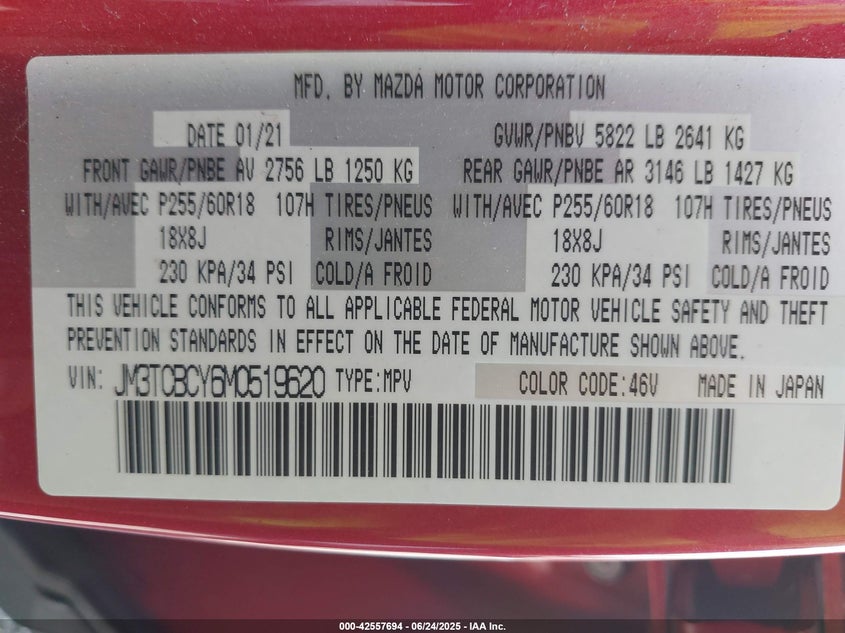 MFD. BY MAZDA MOTOR CORPORATION
DATE 01/21 GVWR/PNBV 5822 LB 2641 KG
FRONT GAWR/PNBE AV 2756 LB 1250 KG REAR GAWR/PNBE AR 3146 LB 1427 KG
WITH/AVEC P255/60R18 107H TIRES/PNEUS WITH/AVEC P255/60R18 107H TIRES/PNEUS
18X8J RIMS/JANTES 18X8J RIMS/JANTES
230 KPA/34 PSI COLD/A FROID 230 KPA/34 PSI COLD/A FROID
THIS VEHICLE CONFORMS TO ALL APPLICABLE FEDERAL MOTOR VEHICLE SAFETY AND THEFT
PREVENTION STANDARDS IN EFFECT ON THE DATE OF MANUFACTURE SHOWN ABOVE.
VIN: JM3TCBCY6M0519620 TYPE:MPV COLOR CODE:46V MADE IN JAPAN
000-42557694 - 06/24/2025 - IAA Inc.